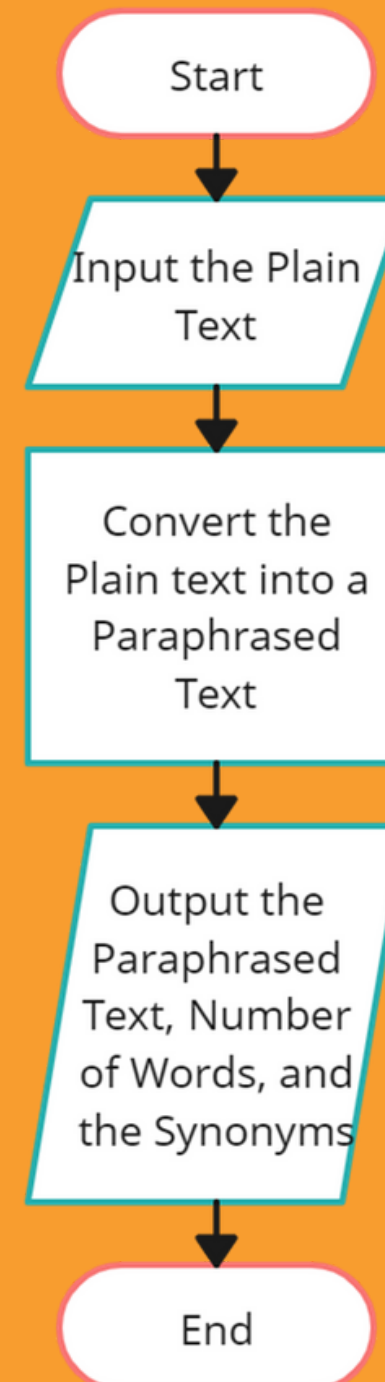 Start
Input the Plain
Text
Convert the
Plain text into a
Paraphrased
Text
Output the
Paraphrased
Text, Number
of Words, and
the Synonyms
End